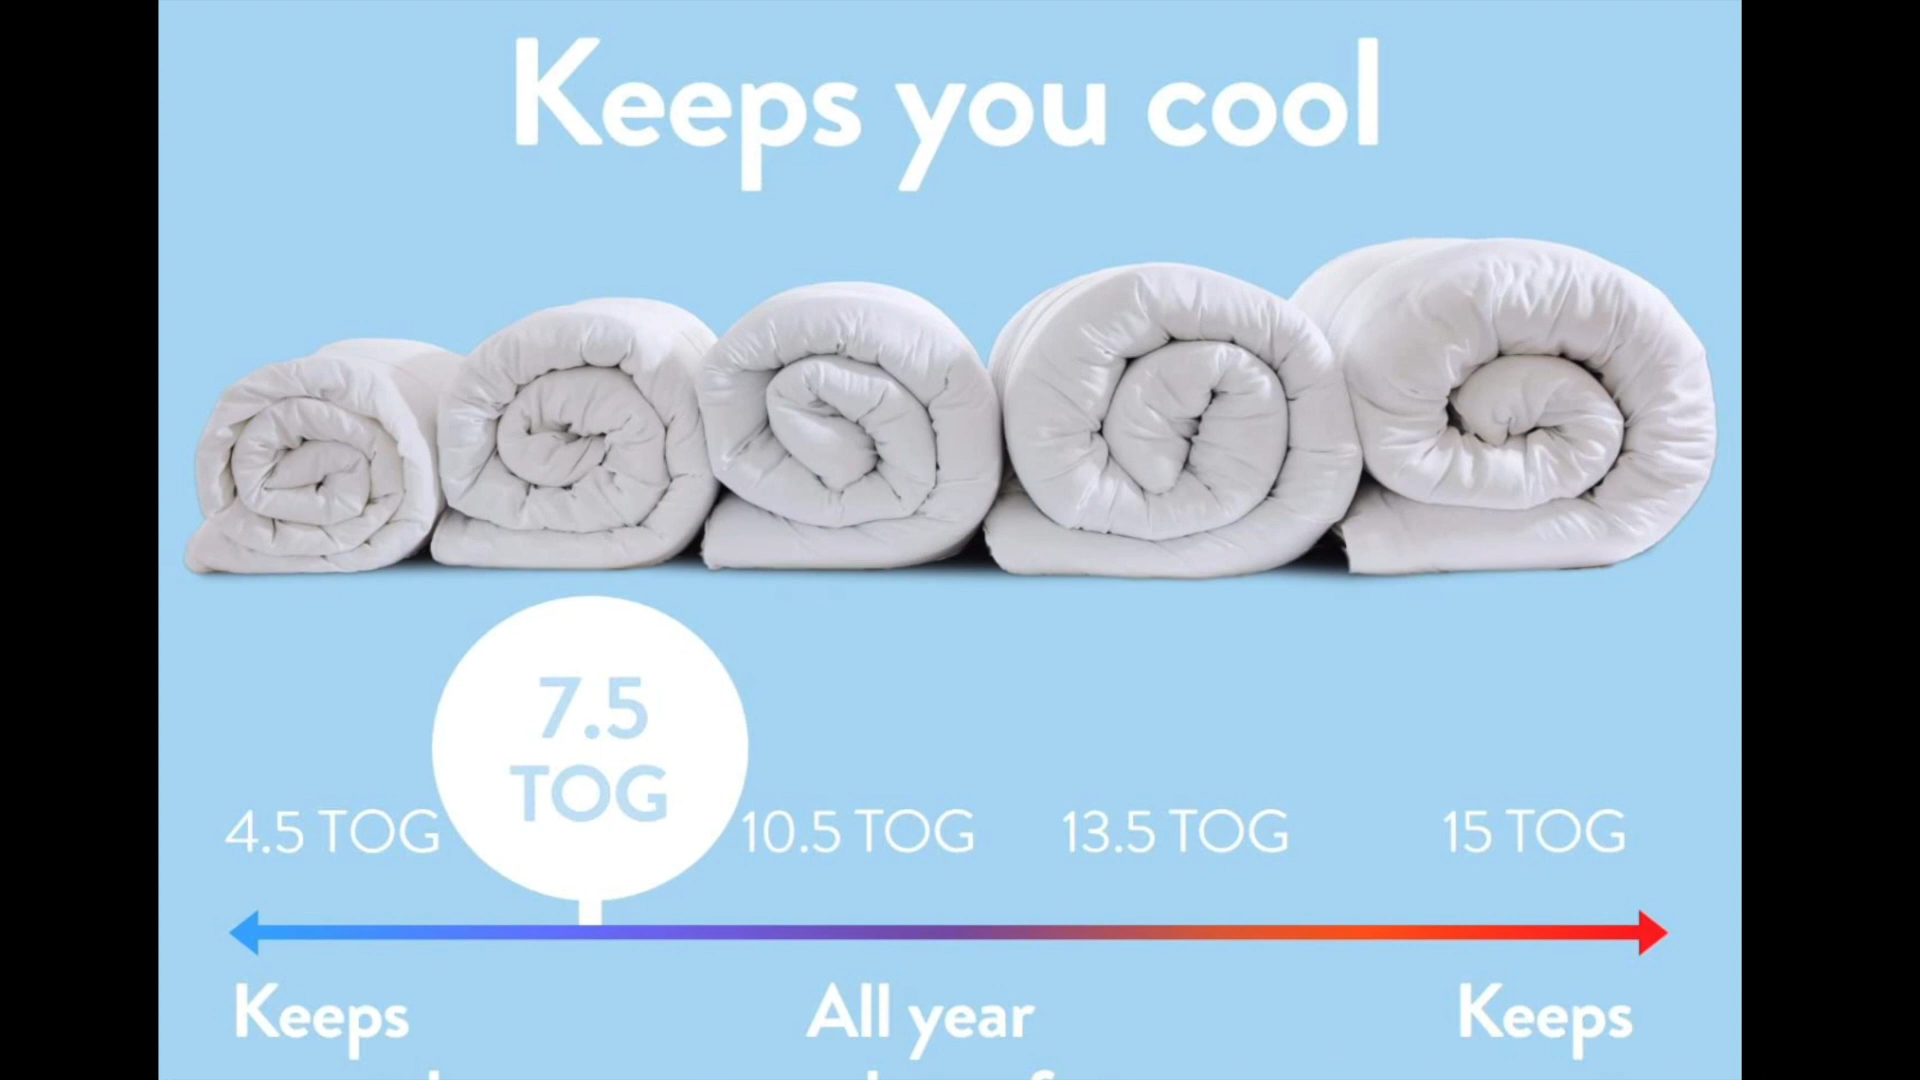 Keeps you cool
7.5
TOG
4.5 TOG
10.5 TOG
13.5 TOG
15 TOG
Keeps
All year
Keeps